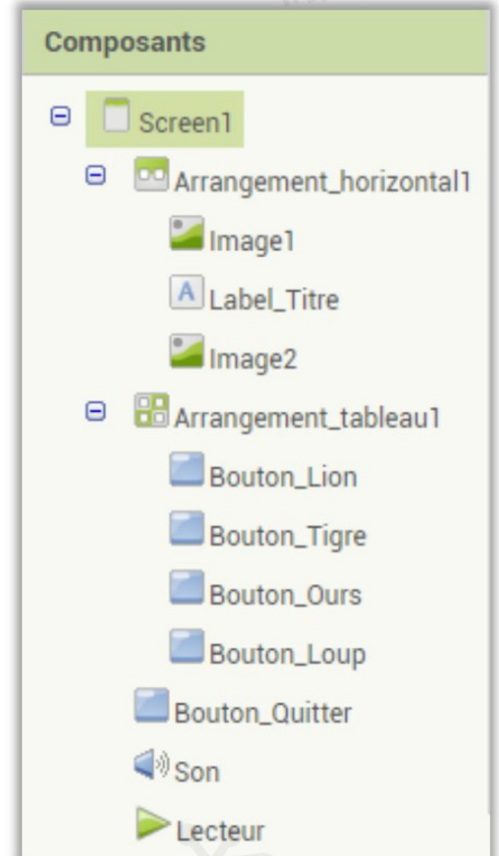 Composants
Screen1
Arrangement_horizontal1
Image1
A Label_Titre
Image2
Arrangement_tableau1
Bouton_Lion
Bouton_Tigre
Bouton_Ours
Bouton_Loup
Bouton_Quitter
Son
Lecteur